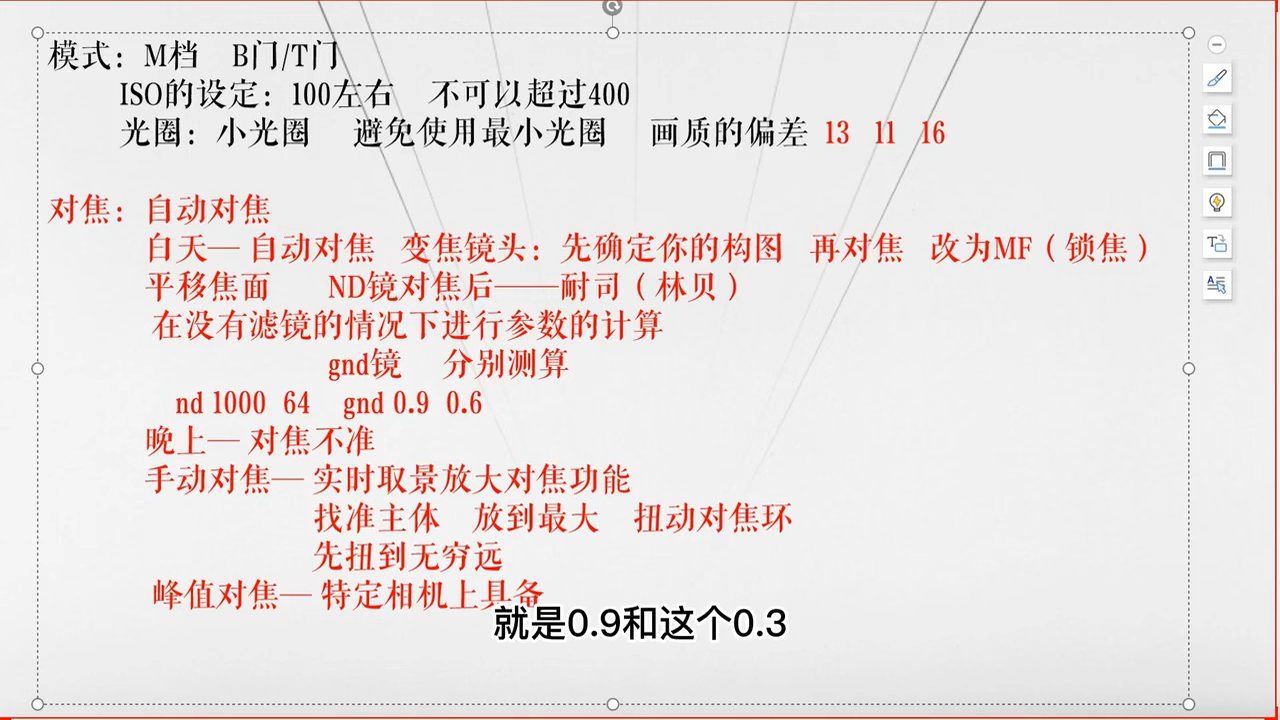 模式：M档 B门/T门
ISO的设定：100左右 不可以超过400
光圈：小光圈 避免使用最小光圈 画质的偏差 13 11 16
对焦：自动对焦
白天—自动对焦 变焦镜头：先确定你的构图 再对焦 改为MF（锁焦）
平移焦面 ND镜对焦后——耐司（林贝）
在没有滤镜的情况下进行参数的计算
gnd镜 分别测算
nd 1000 64 gnd 0.9 0.6
晚上—对焦不准
手动对焦—实时取景放大对焦功能
找准主体 放到最大 扭动对焦环
先扭到无穷远
峰值对焦—特定相机上具备
就是0.9和这个0.3